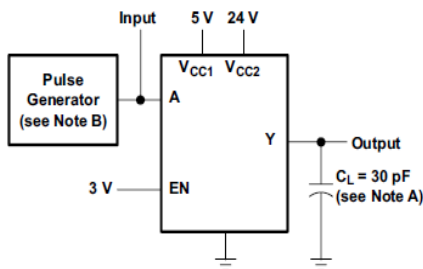 Input
5 V 24 V
Pulse
Generator
(see Note B)
VCC1 VCC2
A
Y
Output
CL = 30 pF
(see Note A)
3 V
EN